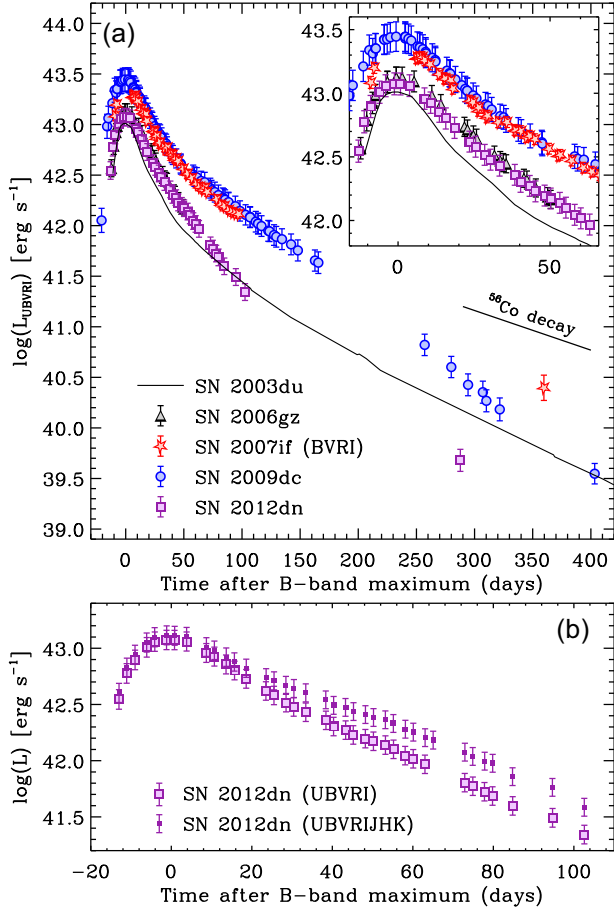 (a)
44.0
43.5
43.0
42.5
42.0
41.5
41.0
40.5
40.0
39.5
39.0
log(L_UBVRI) [erg s⁻¹]
43.5
43.0
42.5
42.0
0 50
⁵⁶Co decay
SN 2003du
SN 2006gz
SN 2007if (BVRI)
SN 2009dc
SN 2012dn
0 50 100 150 200 250 300 350 400
Time after B-band maximum (days)
(b)
43.0
42.5
42.0
41.5
log(L) [erg s⁻¹]
SN 2012dn (UBVRI)
SN 2012dn (UBVRIJHK)
-20 0 20 40 60 80 100
Time after B-band maximum (days)